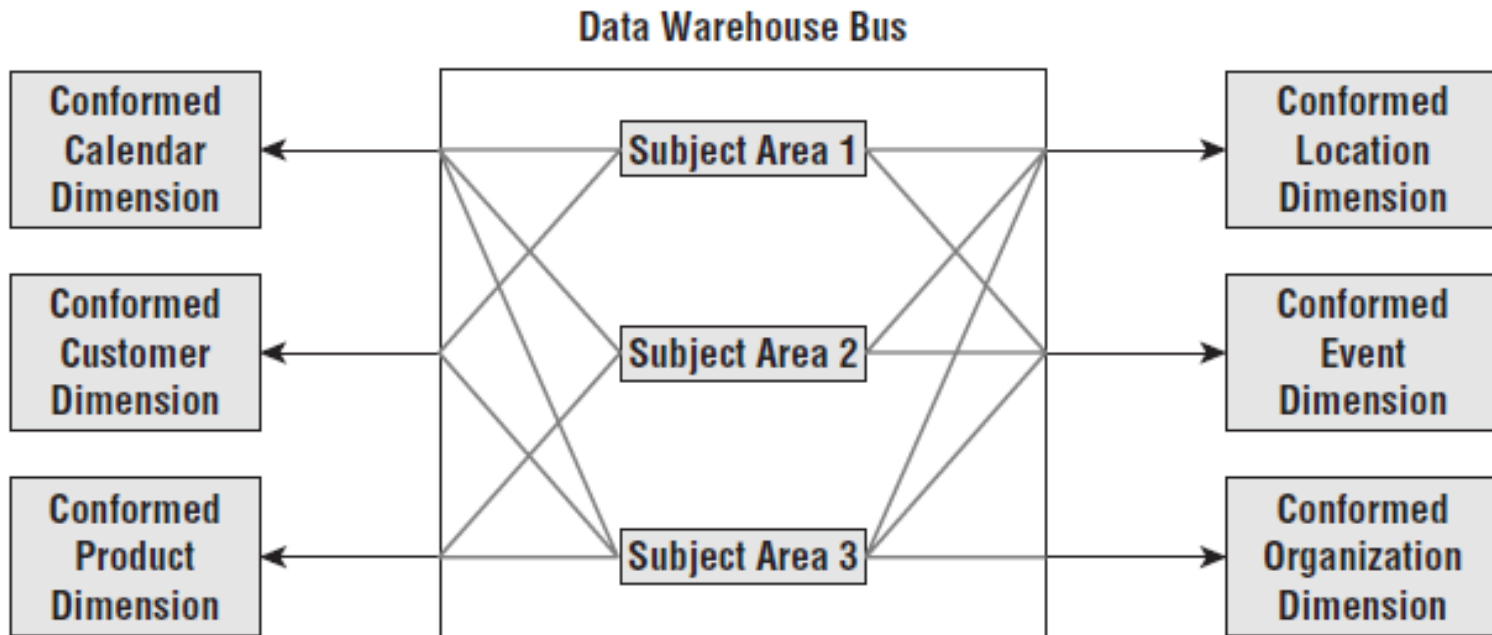 Data Warehouse Bus
Conformed
Calendar
Dimension
Subject Area 1
Conformed
Location
Dimension
Conformed
Customer
Dimension
Subject Area 2
Conformed
Event
Dimension
Conformed
Product
Dimension
Subject Area 3
Conformed
Organization
Dimension